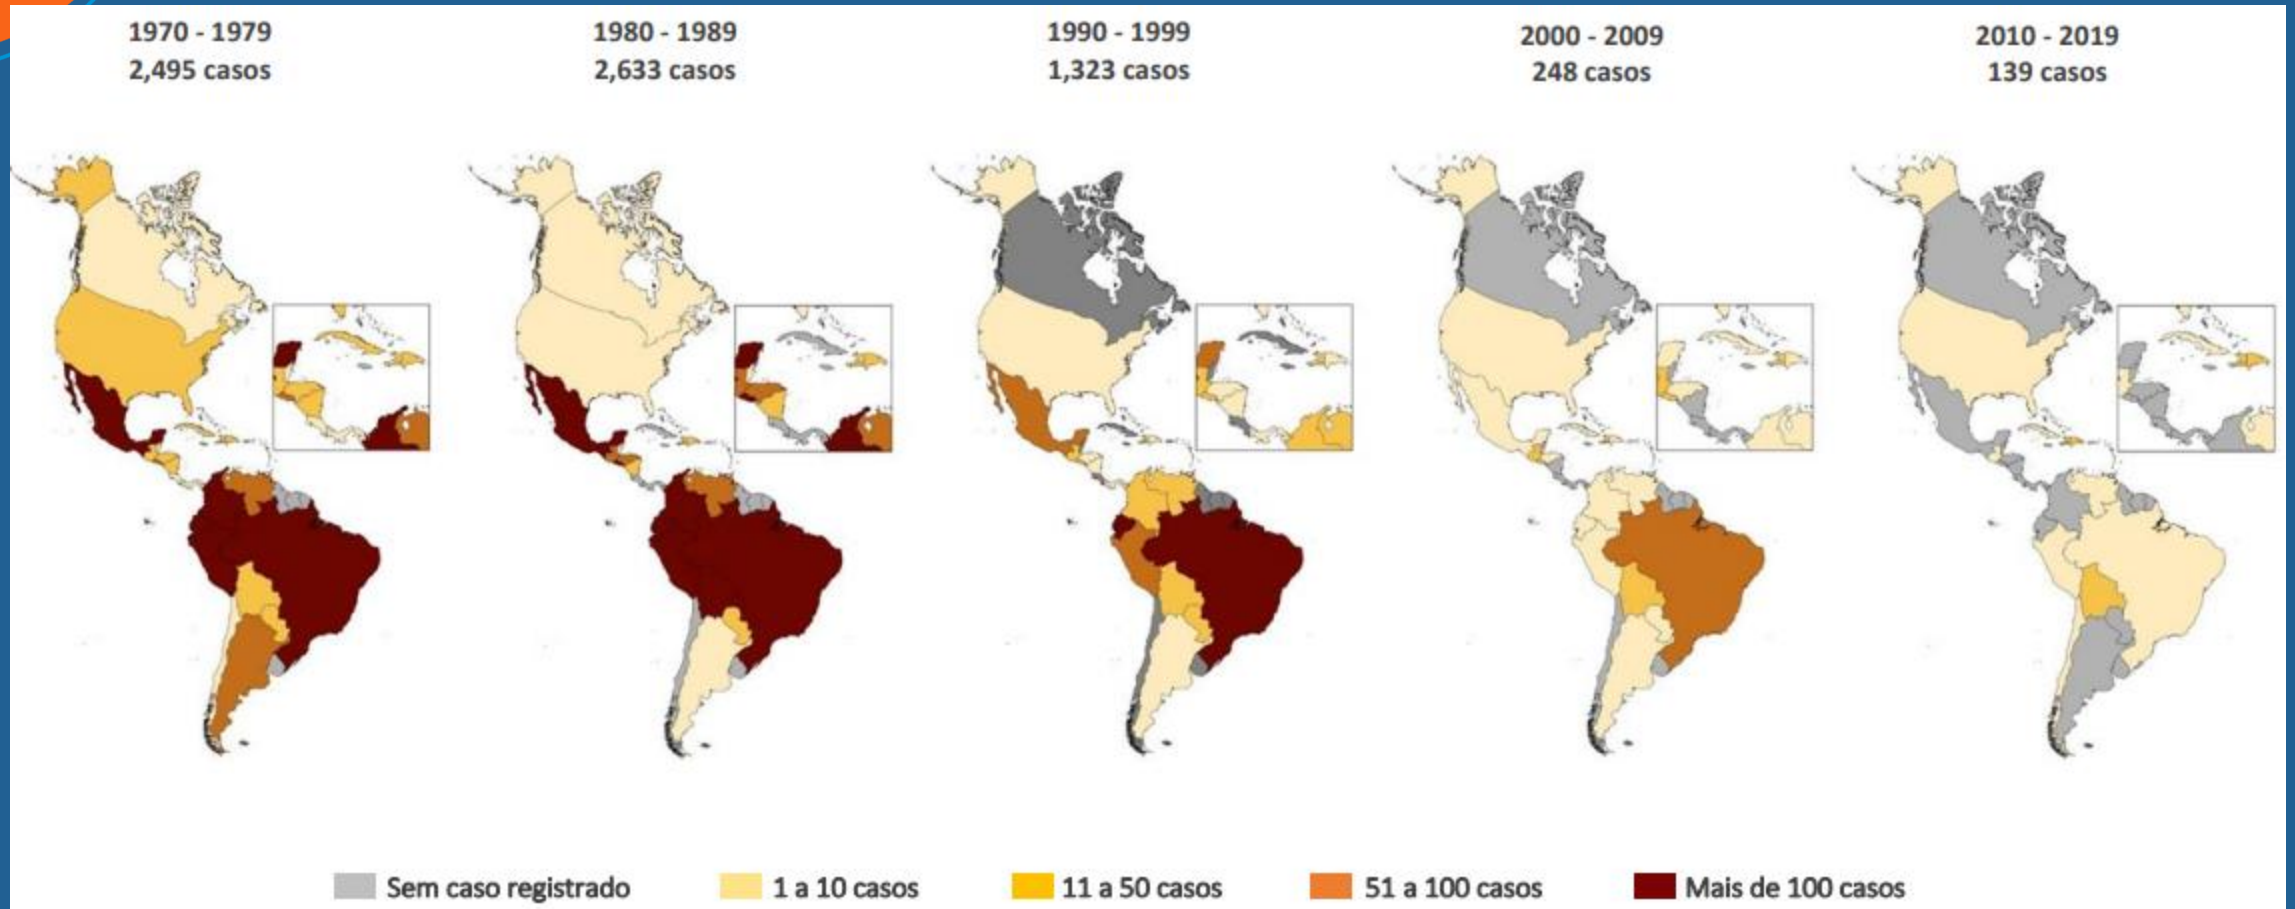 1970 - 1979
2,495 casos
1980 - 1989
2,633 casos
1990 - 1999
1,323 casos
2000 - 2009
248 casos
2010 - 2019
139 casos
Sem caso registrado
1 a 10 casos
11 a 50 casos
51 a 100 casos
Mais de 100 casos